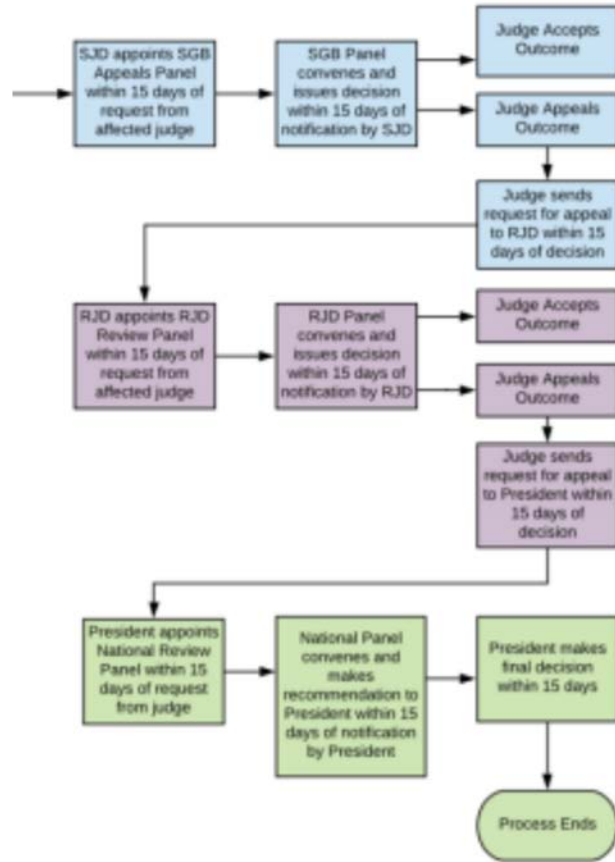 SJD appoints SGB
Appeals Panel
within 15 days of
request from
affected judge
SGB Panel
convenes and
issues decision
within 15 days of
notification by SJD
Judge Accepts
Outcome
Judge Appeals
Outcome
Judge sends
request for appeal
to RJD within 15
days of decision
RJD appoints RJD
Review Panel
within 15 days of
request from
affected judge
RJD Panel
convenes and
issues decision
within 15 days of
notification by RJD
Judge Accepts
Outcome
Judge Appeals
Outcome
Judge sends
request for appeal
to President within
15 days of
decision
President appoints
National Review
Panel within 15
days of request
from judge
National Panel
convenes and
makes
recommendation to
President within 15
days of notification
by President
President makes
final decision
within 15 days
Process Ends